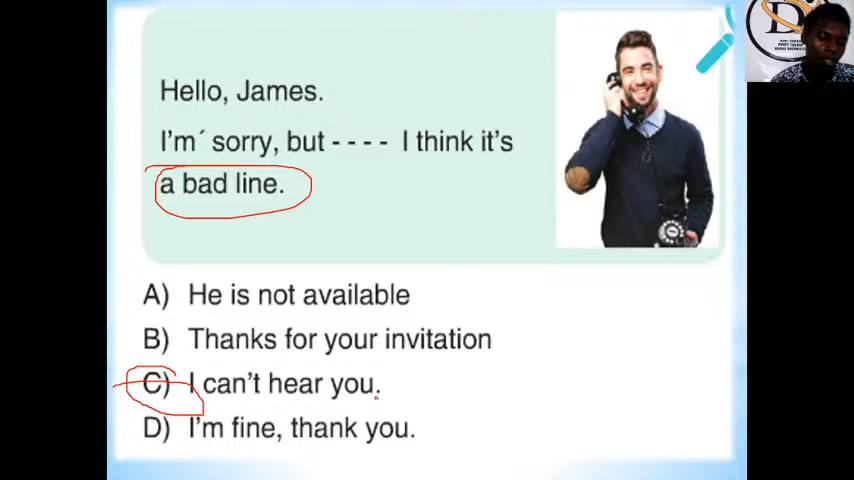 Hello, James.
I'm´ sorry, but - - - - I think it's
a bad line.
A) He is not available
B) Thanks for your invitation
C) I can't hear you.
D) I'm fine, thank you.